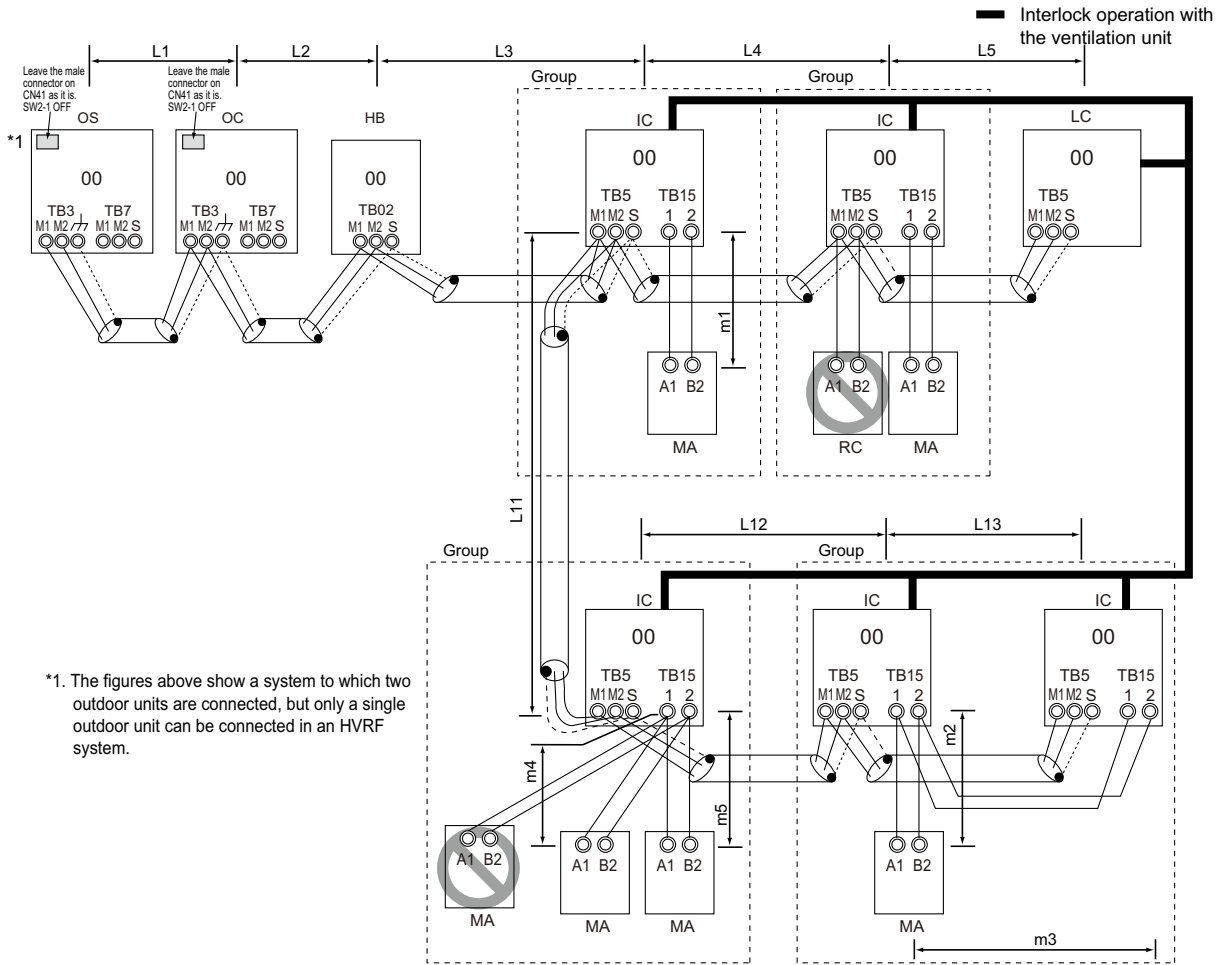 Interlock operation with
the ventilation unit
L1 L2 L3 L4 L5
Leave the male
connector on
CN41 as it is.
SW2-1 OFF
Leave the male
connector on
CN41 as it is.
SW2-1 OFF
Group Group
*1 OS OC HB IC IC LC
00 00 00 00 00 00
TB3 TB7 TB3 TB7 TB02 TB5 TB15 TB5 TB15 TB5
M1 M2 M1 M2 S M1 M2 M1 M2 S M1 M2 S M1 M2 S 1 2 M1 M2 S 1 2 M1 M2 S
m1
A1 B2 A1 B2 A1 B2
MA RC MA
L11
L12 L13
Group Group
IC IC IC
00 00 00
TB5 TB15 TB5 TB15 TB5 TB15
M1 M2 S 1 2 M1 M2 S 1 2 M1 M2 S 1 2
*1. The figures above show a system to which two
outdoor units are connected, but only a single
outdoor unit can be connected in an HVRF
system.
m4 m5 m2
A1 B2 A1 B2 A1 B2 A1 B2
MA MA MA MA
m3